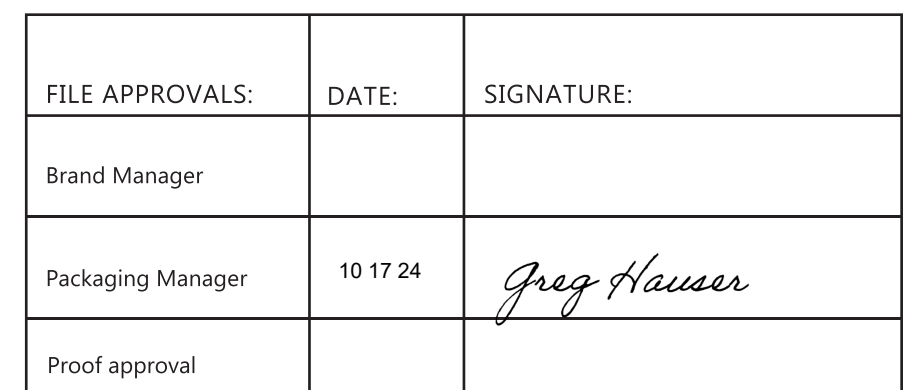 FILE APPROVALS: DATE: SIGNATURE:
Brand Manager
Packaging Manager 10 17 24 Greg Hauser
Proof approval